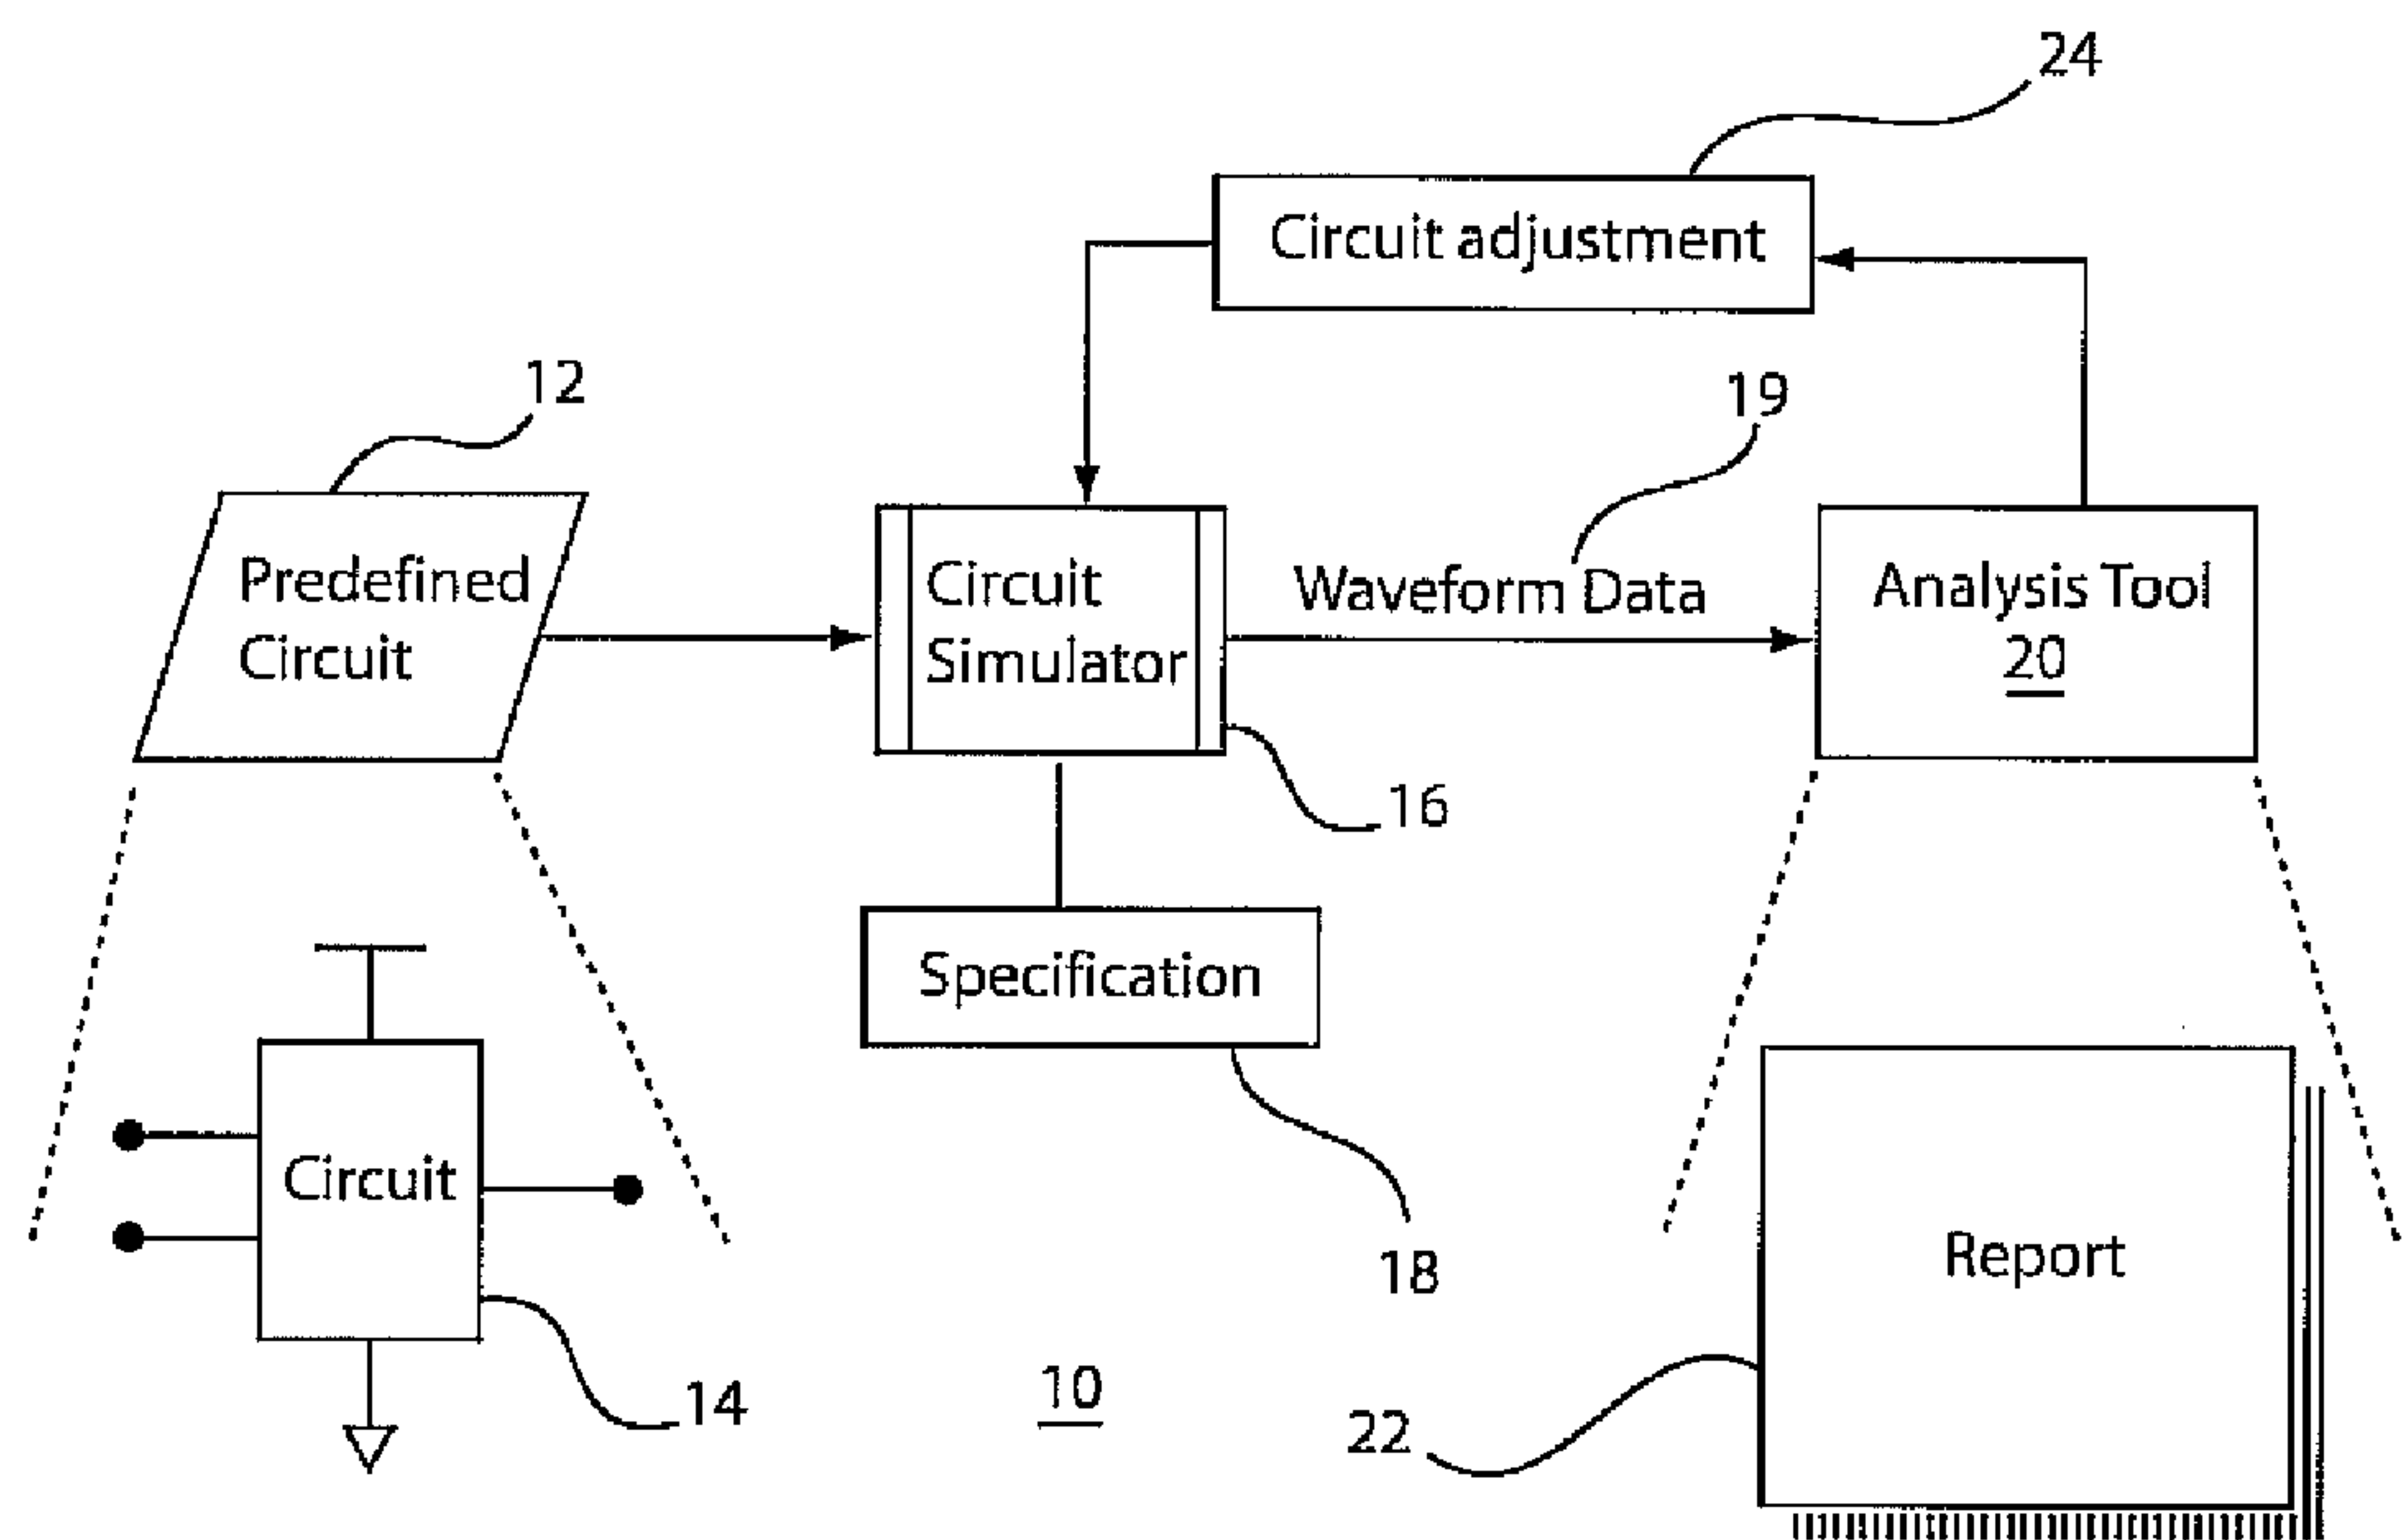 24
Circuit adjustment
19
12
Predefined
Circuit
Circuit
Simulator
Waveform Data
Analysis Tool
20
16
Specification
Circuit
18
Report
14
10
22